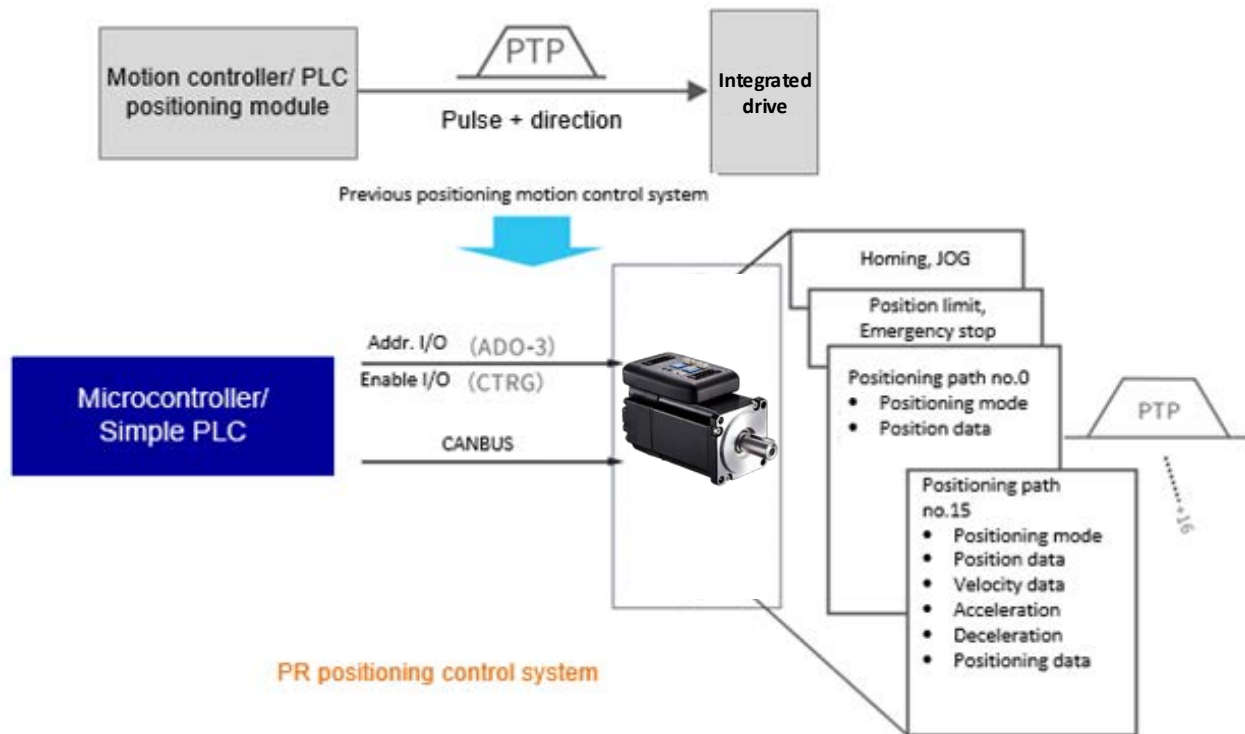 PTP
Motion controller/ PLC
positioning module
Integrated
drive
Pulse + direction
Previous positioning motion control system
Homing, JOG
Position limit,
Emergency stop
Addr. I/O (ADO-3)
Enable I/O (CTRG)
Microcontroller/
Simple PLC
CANBUS
Positioning path no.0
• Positioning mode
• Position data
PTP
Positioning path
no.15
• Positioning mode
• Position data
• Velocity data
• Acceleration
• Deceleration
• Positioning data
+16
PR positioning control system